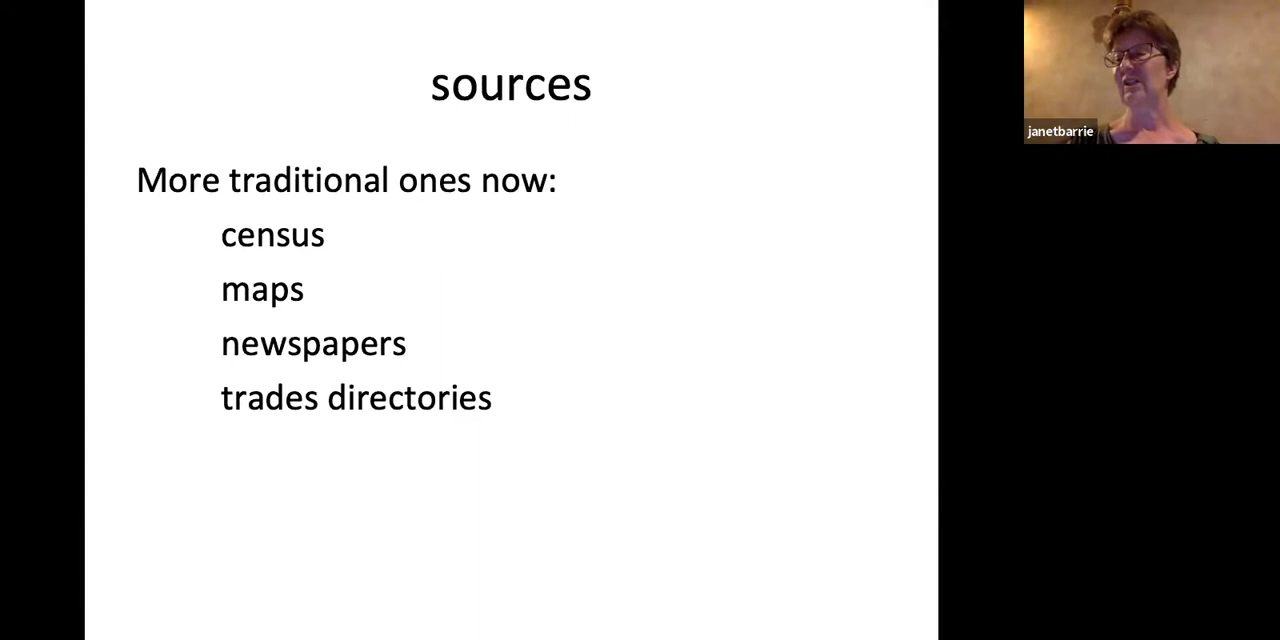 sources
More traditional ones now:
census
maps
newspapers
trades directories
janetbarrie